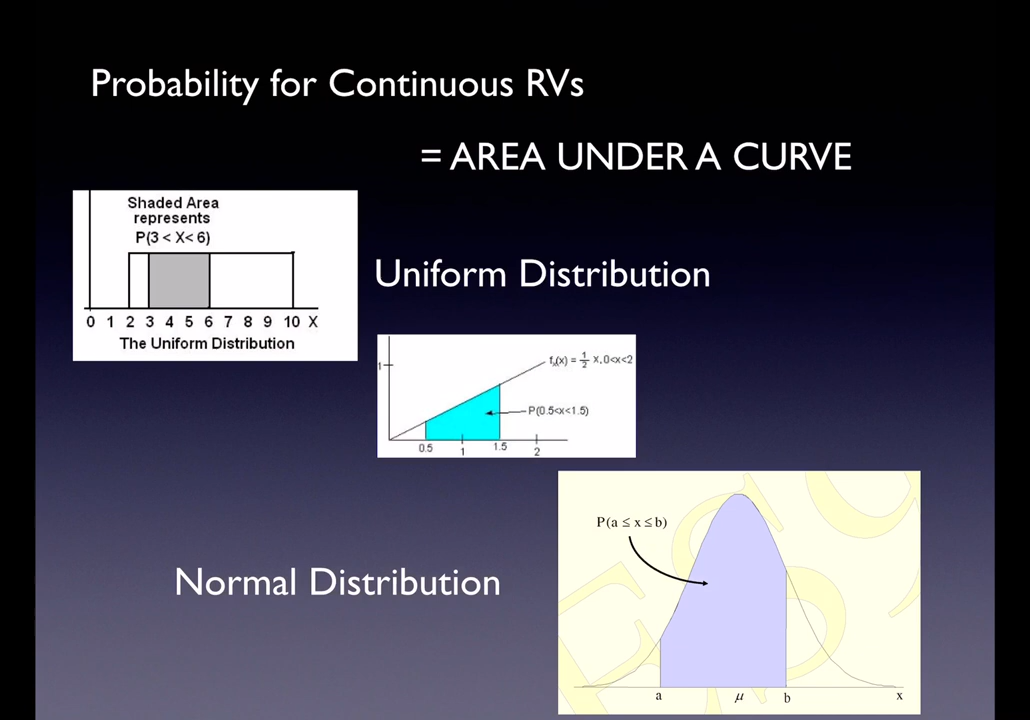 Probability for Continuous RVs
= AREA UNDER A CURVE
Shaded Area
represents
P(3 < X< 6)
0 1 2 3 4 5 6 7 8 9 10 X
The Uniform Distribution
Uniform Distribution
1
fₓ(x) = 1/2 x, 0<x<2
P(0.5<x<1.5)
0.5 1 1.5 2
Normal Distribution
P(a ≤ x ≤ b)
a μ b x